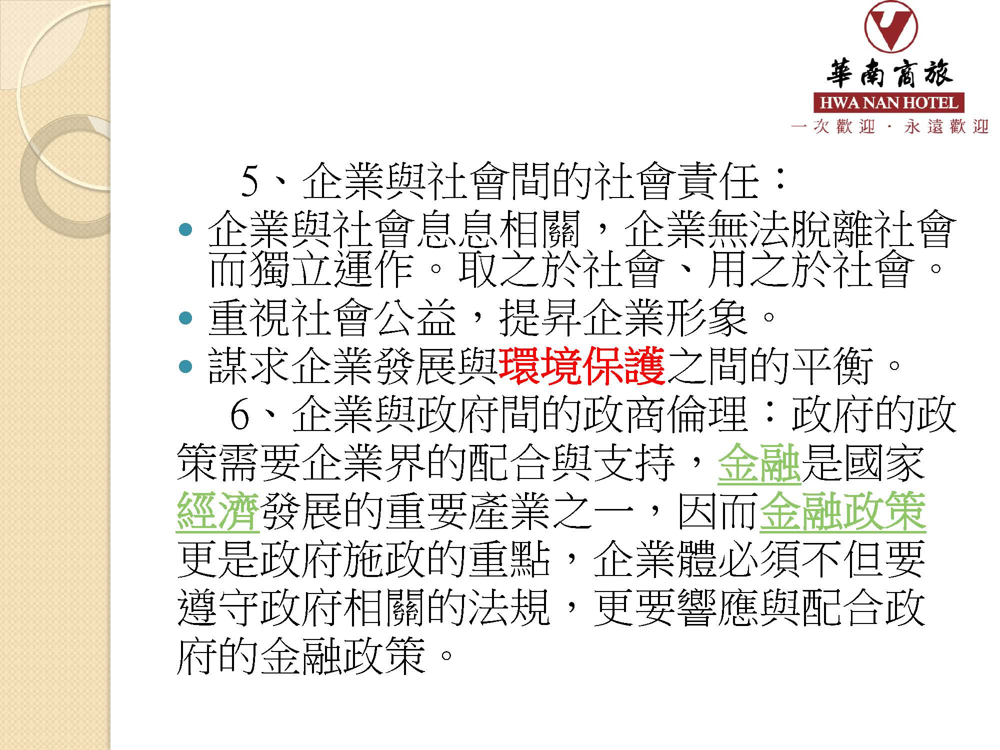 華南商旅
HWA NAN HOTEL
一次歡迎．永遠歡迎
5、企業與社會間的社會責任：
• 企業與社會息息相關，企業無法脫離社會
而獨立運作。取之於社會、用之於社會。
• 重視社會公益，提昇企業形象。
• 謀求企業發展與環境保護之間的平衡。
6、企業與政府間的政商倫理：政府的政
策需要企業界的配合與支持，金融是國家
經濟發展的重要產業之一，因而金融政策
更是政府施政的重點，企業體必須不但要
遵守政府相關的法規，更要響應與配合政
府的金融政策。